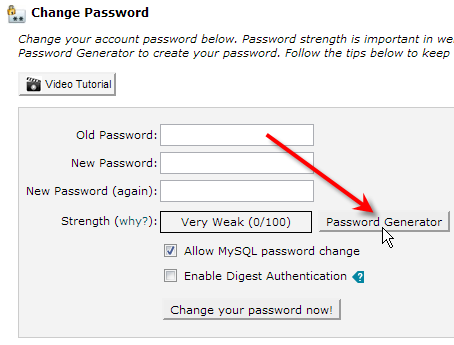 Change Password
Change your account password below. Password strength is important in we
Password Generator to create your password. Follow the tips below to keep
Video Tutorial
Old Password:
New Password:
New Password (again):
Strength (why?): Very Weak (0/100) Password Generator
Allow MySQL password change
Enable Digest Authentication ?
Change your password now!